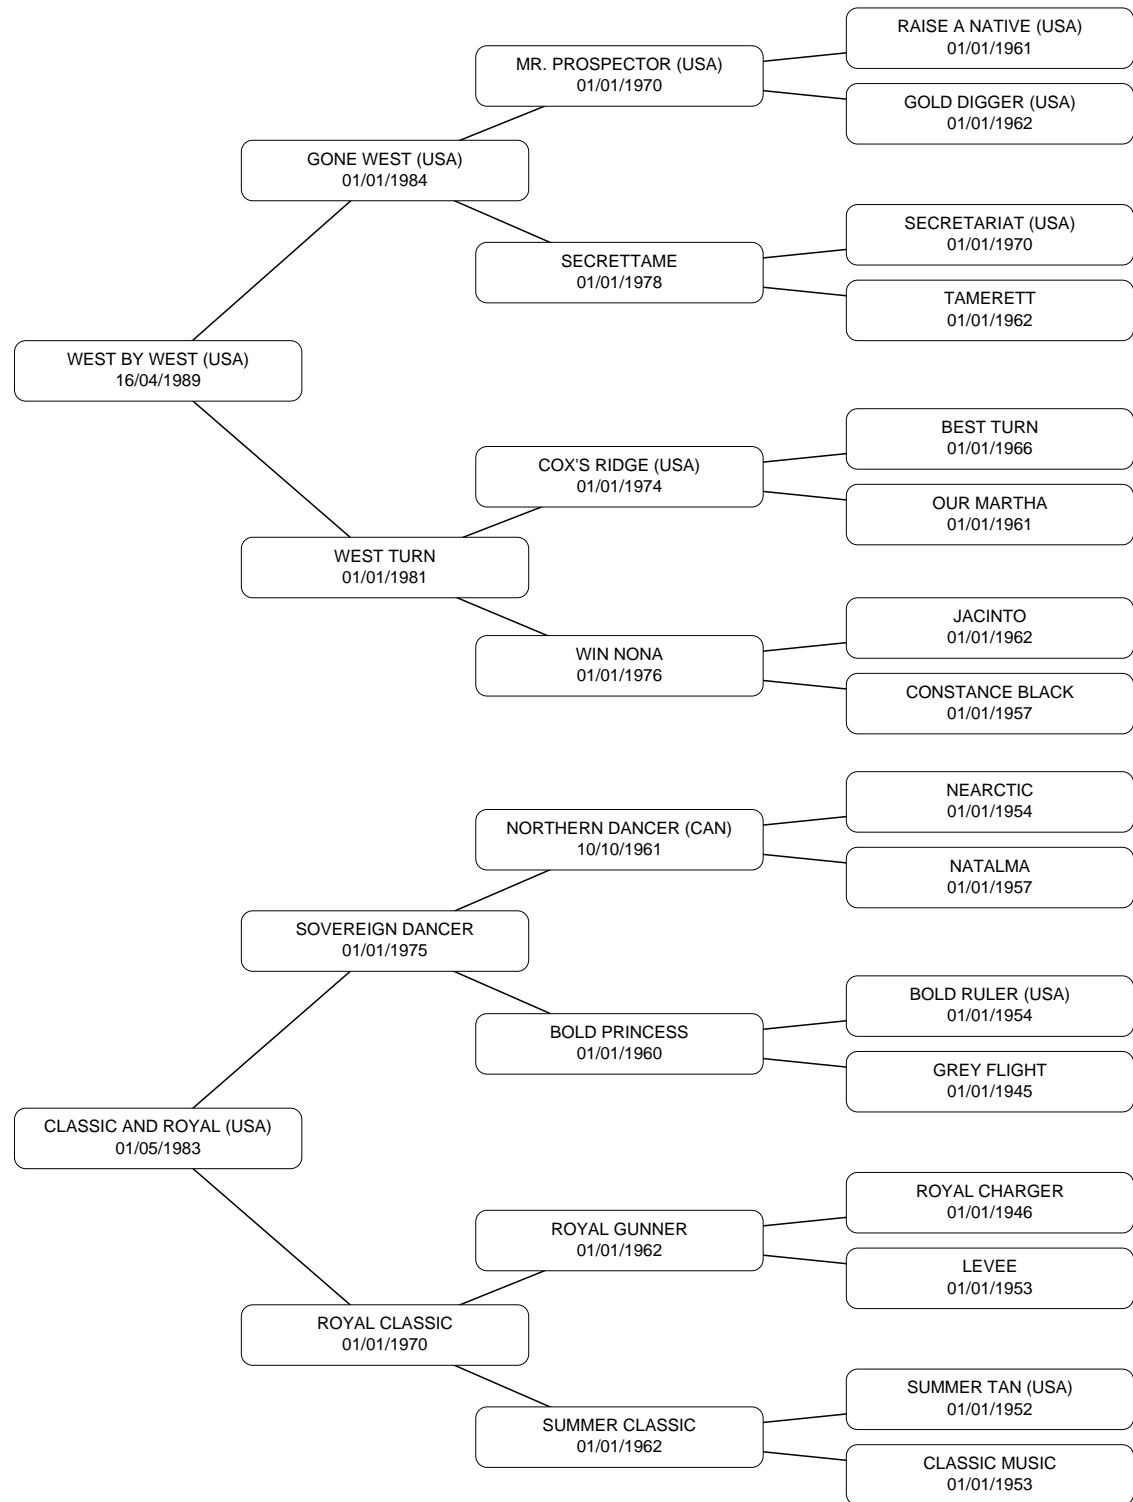 RAISE A NATIVE (USA)
01/01/1961
MR. PROSPECTOR (USA)
01/01/1970
GOLD DIGGER (USA)
01/01/1962
GONE WEST (USA)
01/01/1984
SECRETARIAT (USA)
01/01/1970
SECRETTAME
01/01/1978
TAMERETT
01/01/1962
WEST BY WEST (USA)
16/04/1989
BEST TURN
01/01/1966
COX'S RIDGE (USA)
01/01/1974
OUR MARTHA
01/01/1961
WEST TURN
01/01/1981
JACINTO
01/01/1962
WIN NONA
01/01/1976
CONSTANCE BLACK
01/01/1957
NEARCTIC
01/01/1954
NORTHERN DANCER (CAN)
10/10/1961
NATALMA
01/01/1957
SOVEREIGN DANCER
01/01/1975
BOLD RULER (USA)
01/01/1954
BOLD PRINCESS
01/01/1960
GREY FLIGHT
01/01/1945
CLASSIC AND ROYAL (USA)
01/05/1983
ROYAL CHARGER
01/01/1946
ROYAL GUNNER
01/01/1962
LEVEE
01/01/1953
ROYAL CLASSIC
01/01/1970
SUMMER TAN (USA)
01/01/1952
SUMMER CLASSIC
01/01/1962
CLASSIC MUSIC
01/01/1953